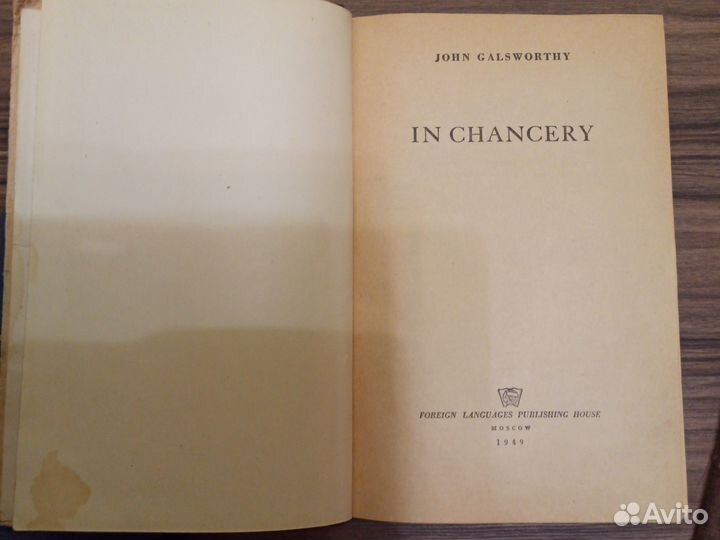 JOHN GALSWORTHY
IN CHANCERY
FOREIGN LANGUAGES PUBLISHING HOUSE
MOSCOW
1949
Avito